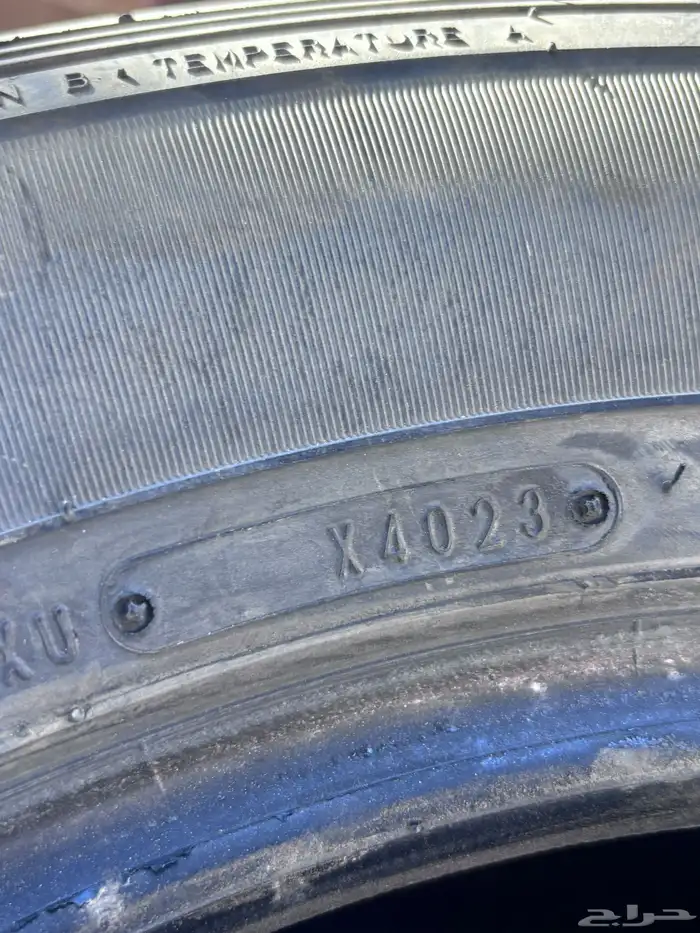 N B TEMPERATURE A
X4023
XU
حراج